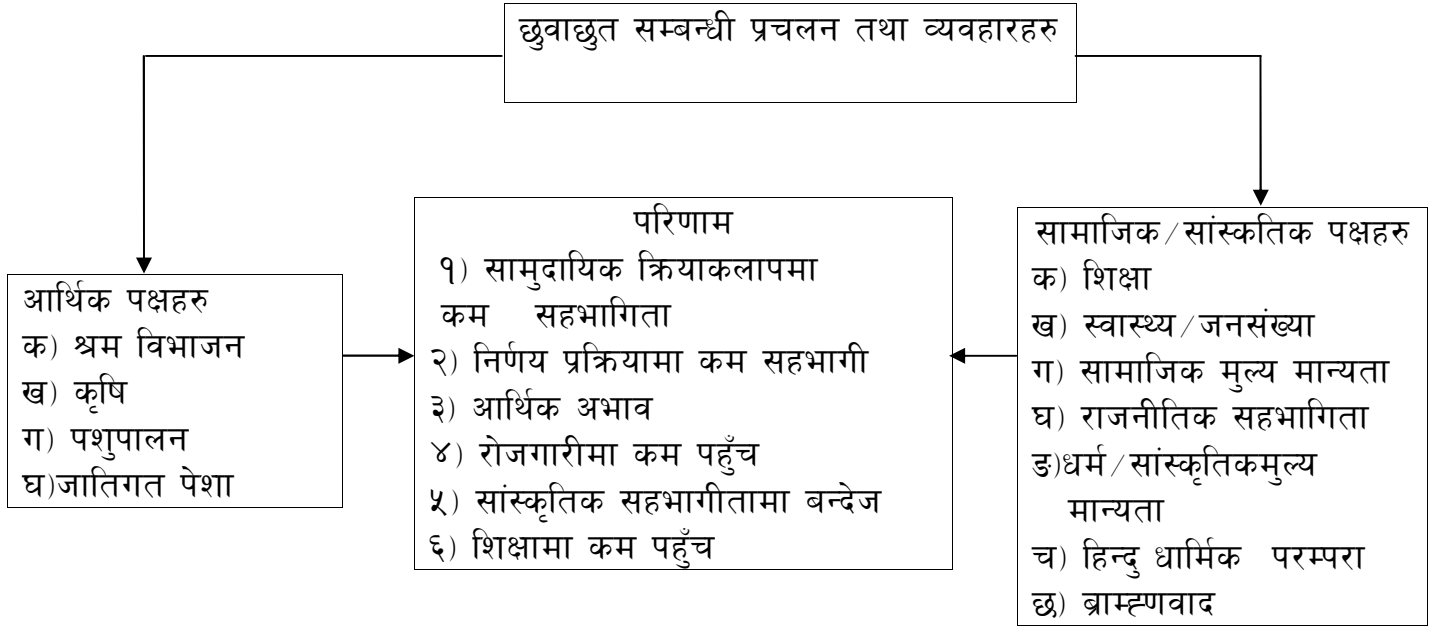 छुवाछुत सम्बन्धी प्रचलन तथा व्यवहारहरु
आर्थिक पक्षहरु
क) श्रम विभाजन
ख) कृषि
ग) पशुपालन
घ)जातिगत पेशा
परिणाम
१) सामुदायिक क्रियाकलापमा
कम सहभागिता
२) निर्णय प्रक्रियामा कम सहभागी
३) आर्थिक अभाव
४) रोजगारीमा कम पहुँच
५) सांस्कृतिक सहभागीतामा बन्देज
६) शिक्षामा कम पहुँच
सामाजिक/सांस्कतिक पक्षहरु
क) शिक्षा
ख) स्वास्थ्य/जनसंख्या
ग) सामाजिक मुल्य मान्यता
घ) राजनीतिक सहभागिता
ङ)धर्म/सांस्कृतिकमुल्य
मान्यता
च) हिन्दु धार्मिक परम्परा
छ) ब्राम्ह्णवाद